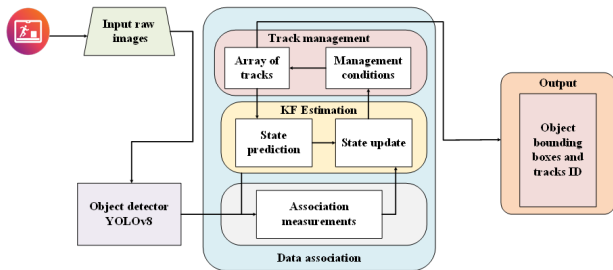 Input raw
images
Track management
Array of
tracks
Management
conditions
KF Estimation
State
prediction
State update
Object detector
YOLOv8
Association
measurements
Data association
Output
Object
bounding
boxes and
tracks ID